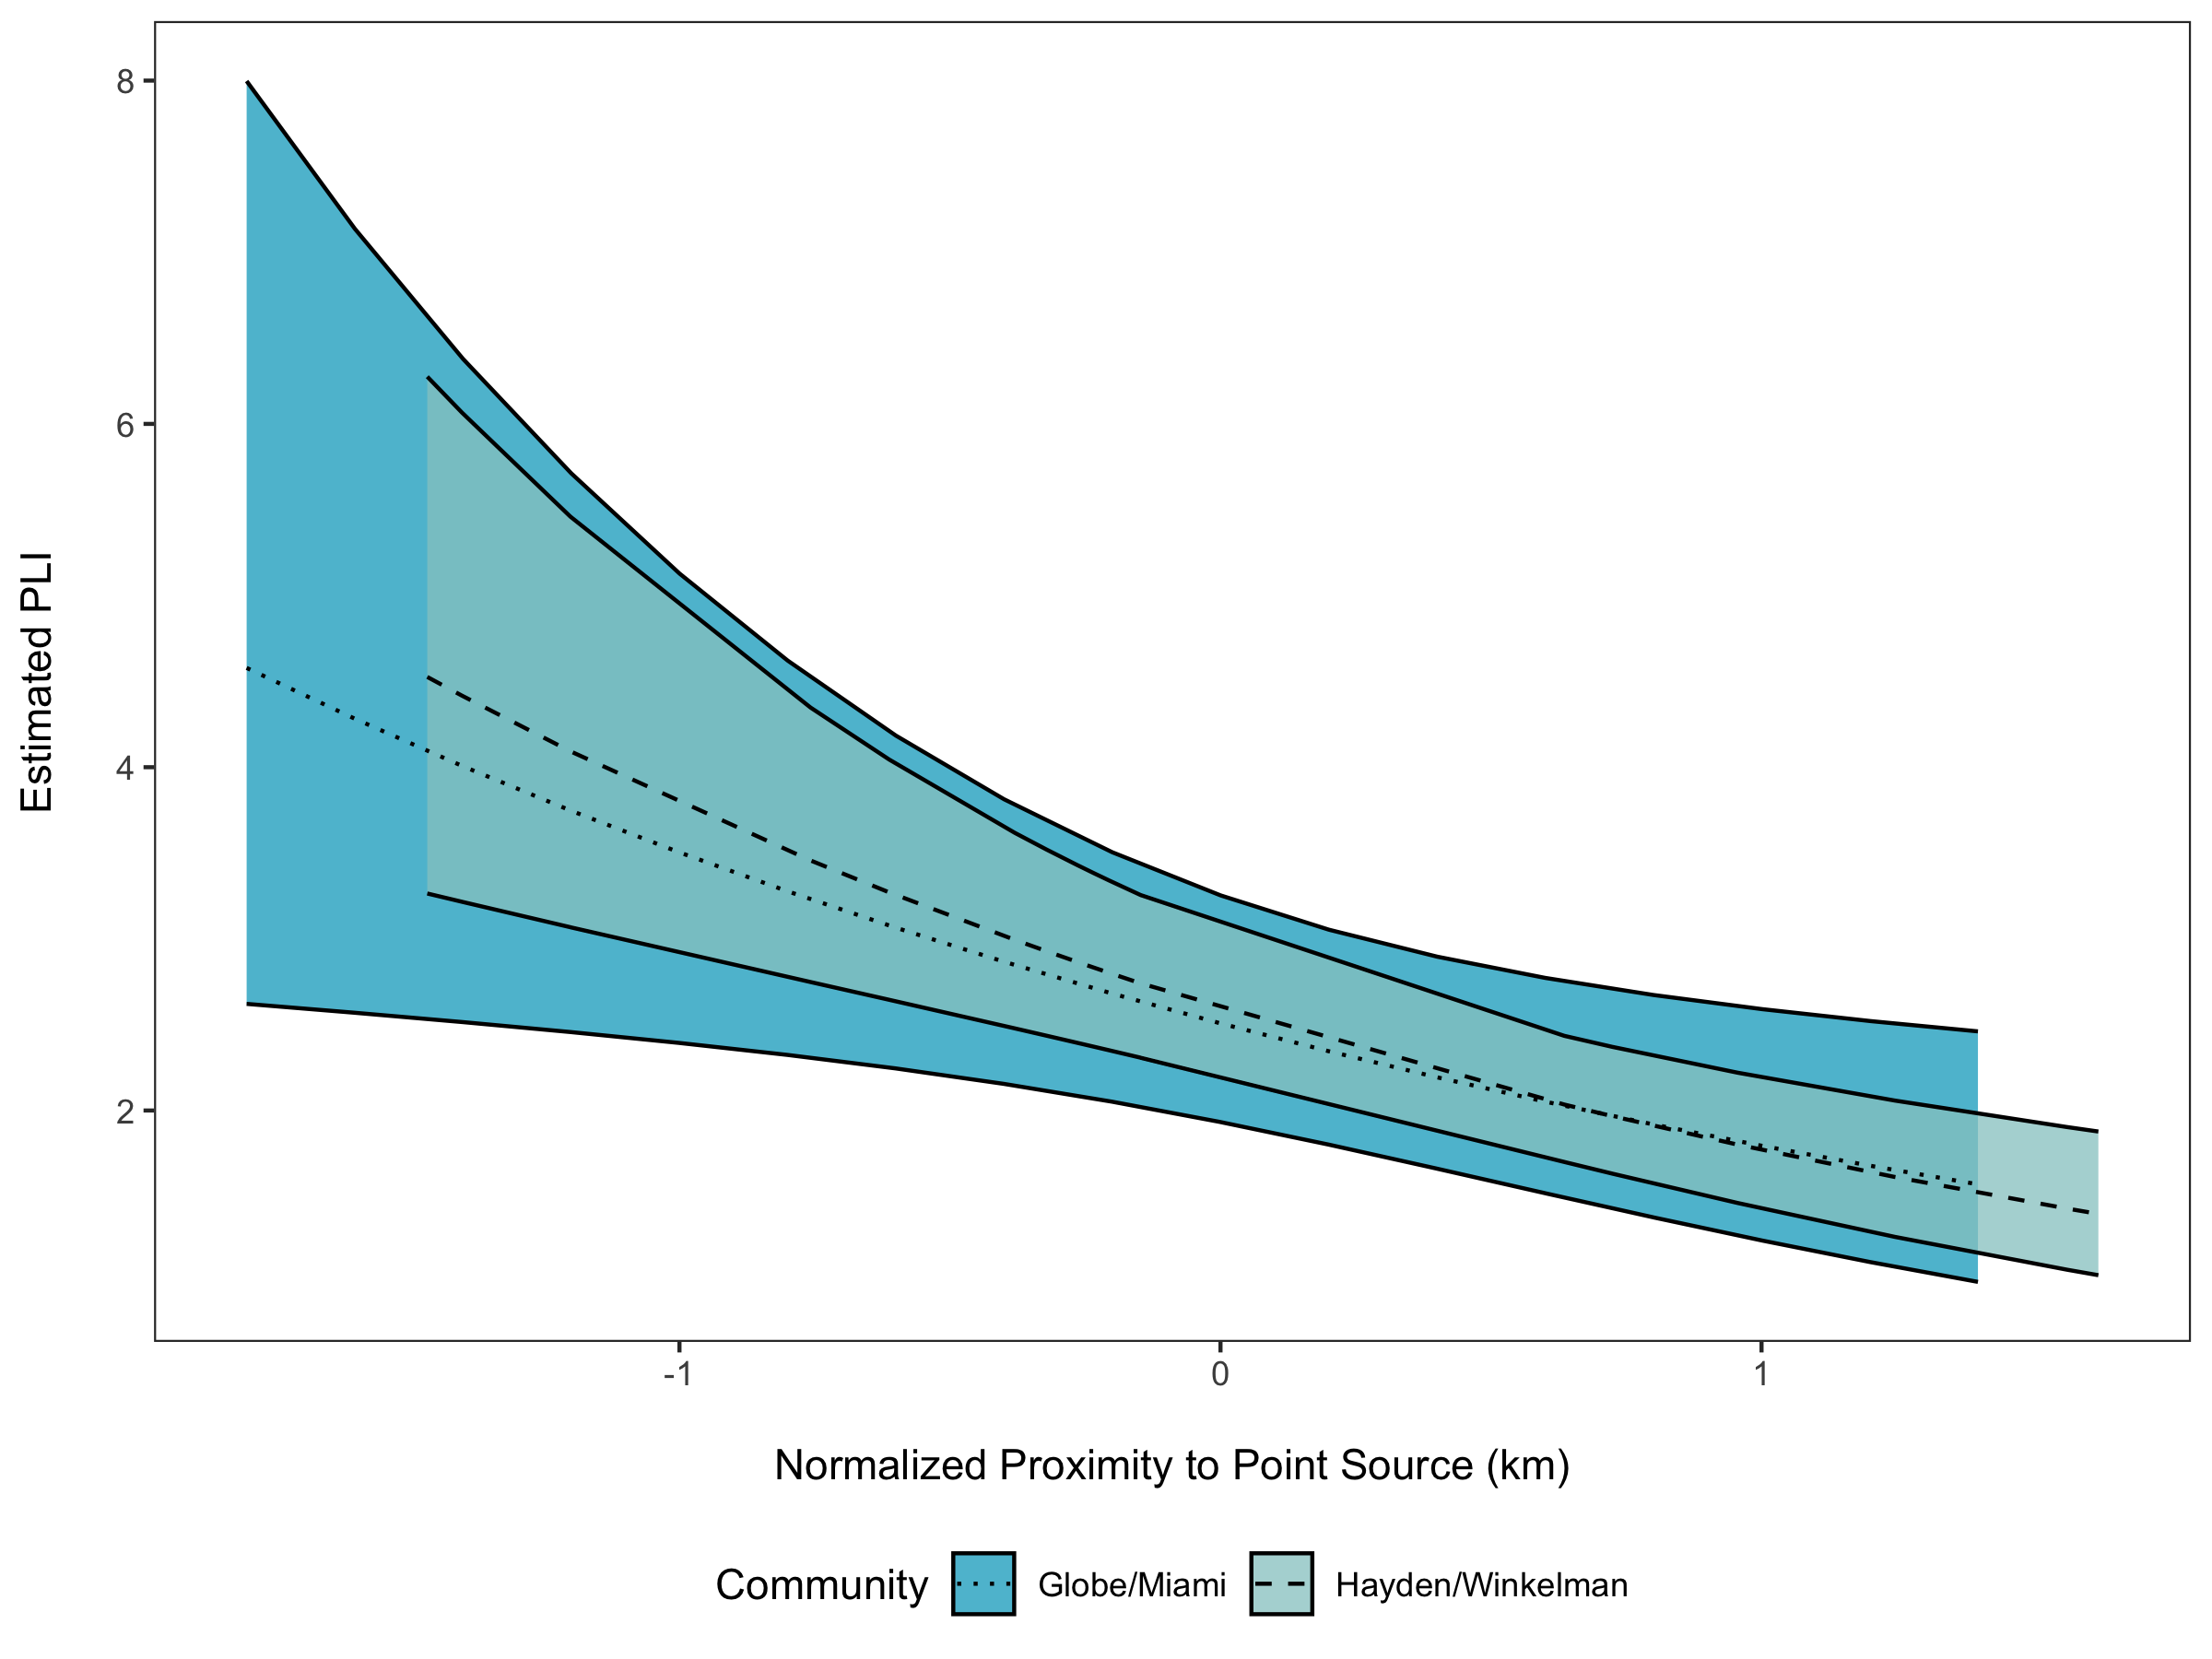 Estimated PLI
8
6
4
2
-1 0 1
Normalized Proximity to Point Source (km)
Community Globe/Miami Hayden/Winkelman